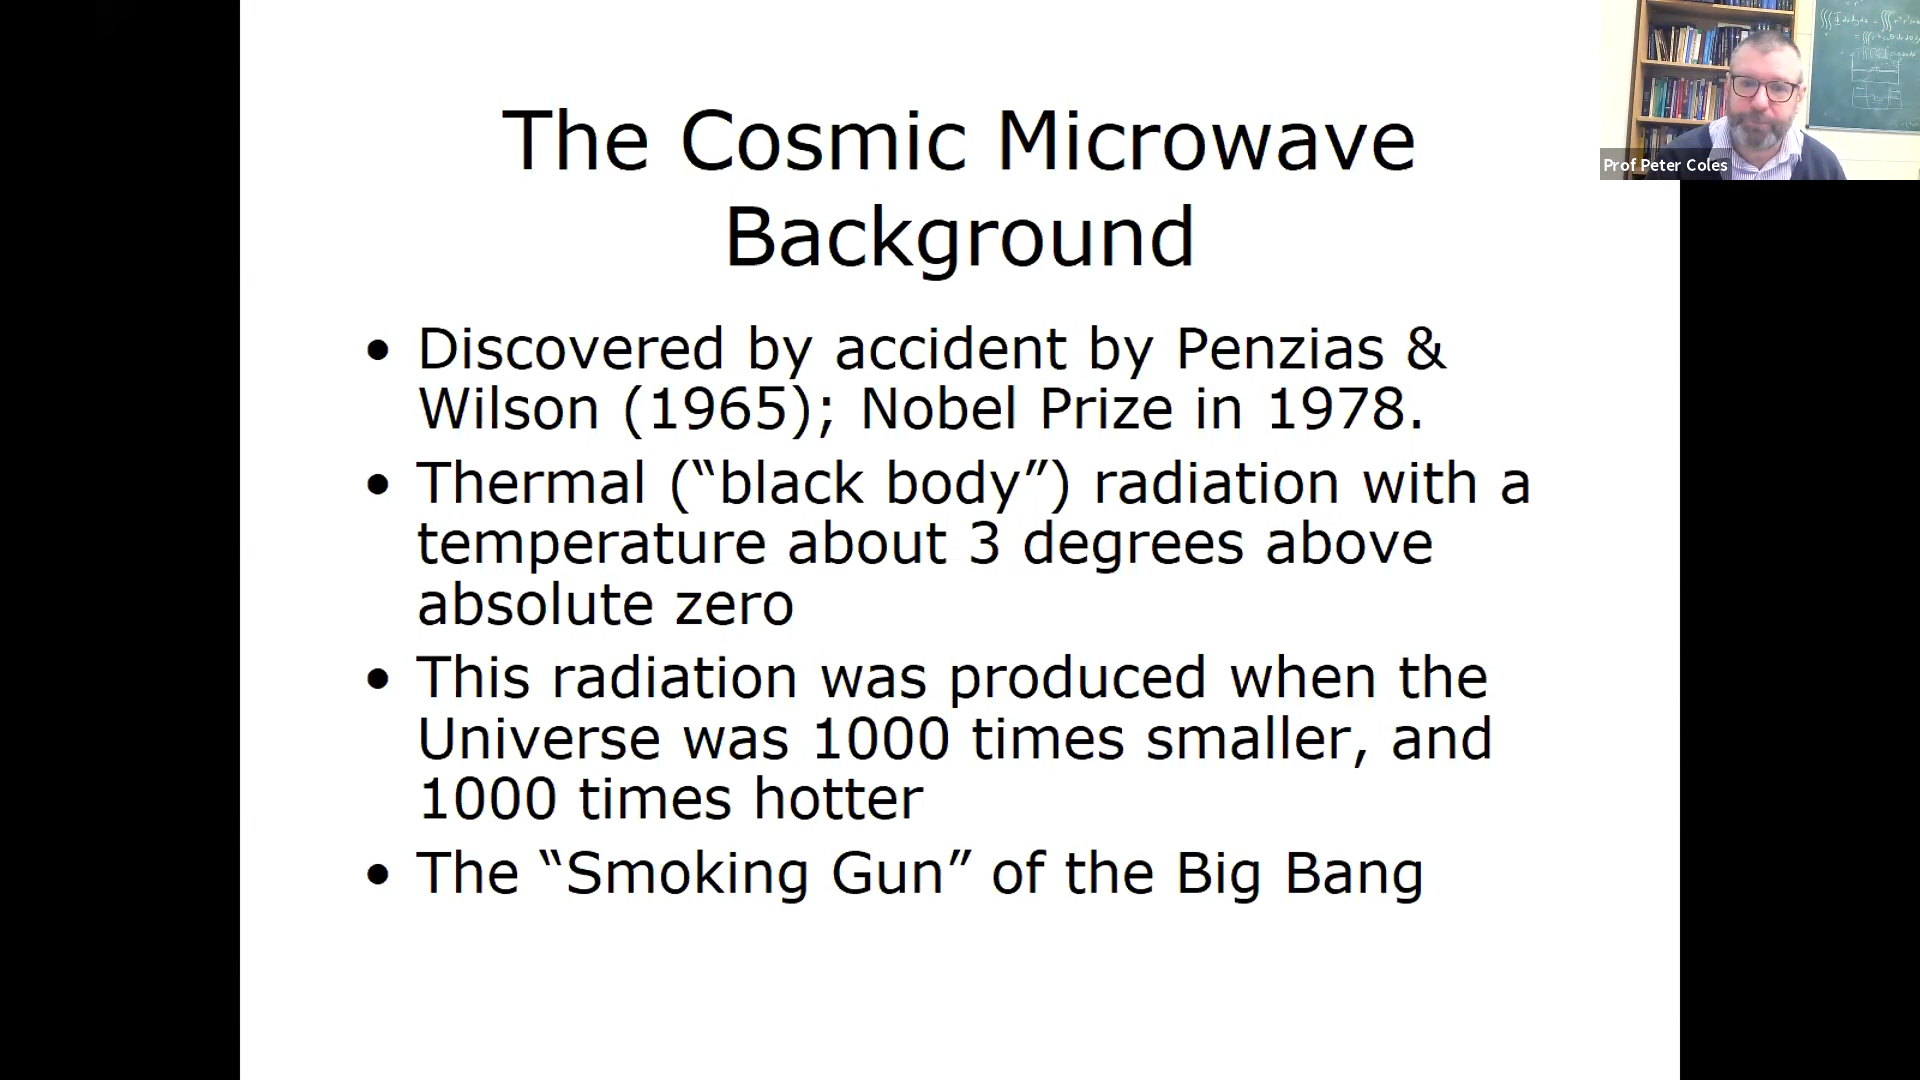 The Cosmic Microwave
Background
• Discovered by accident by Penzias &
Wilson (1965); Nobel Prize in 1978.
• Thermal (“black body”) radiation with a
temperature about 3 degrees above
absolute zero
• This radiation was produced when the
Universe was 1000 times smaller, and
1000 times hotter
• The “Smoking Gun” of the Big Bang
Prof Peter Coles